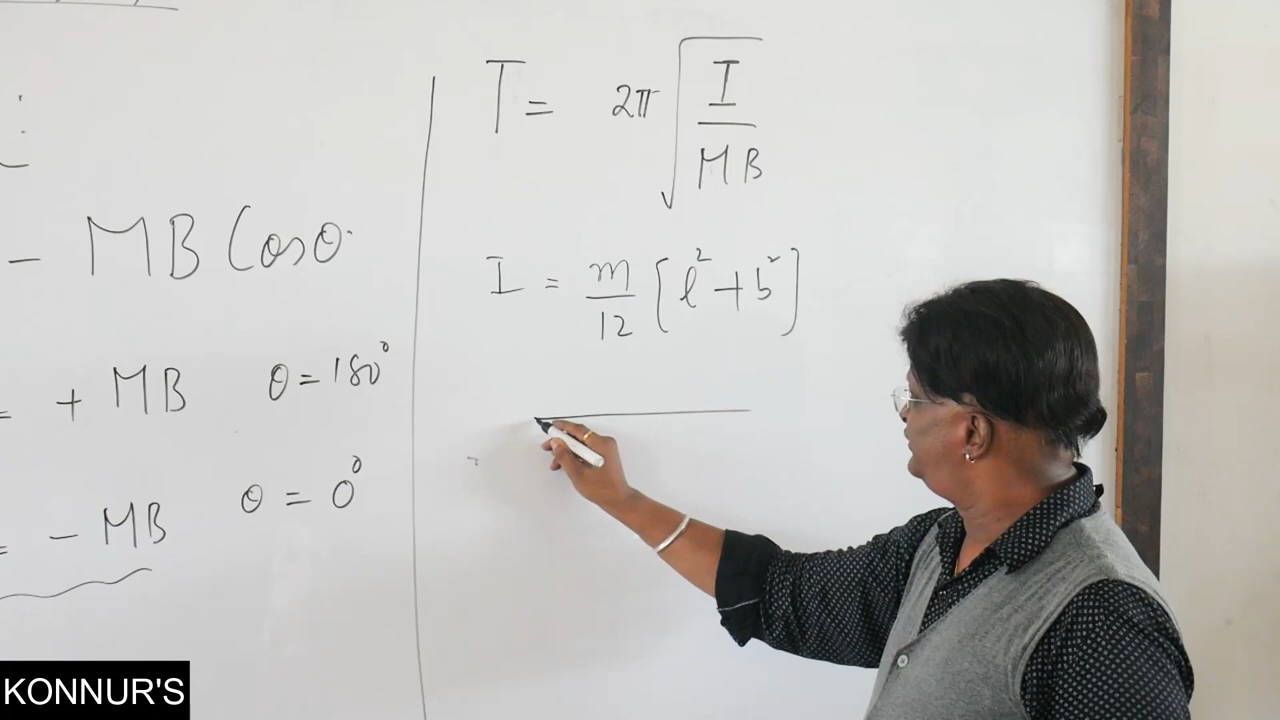 - MB Cosθ
= + MB θ = 180°
= - MB θ = 0°
T = 2π √(I / MB)
I = m/12 [l² + b²]
KONNUR'S